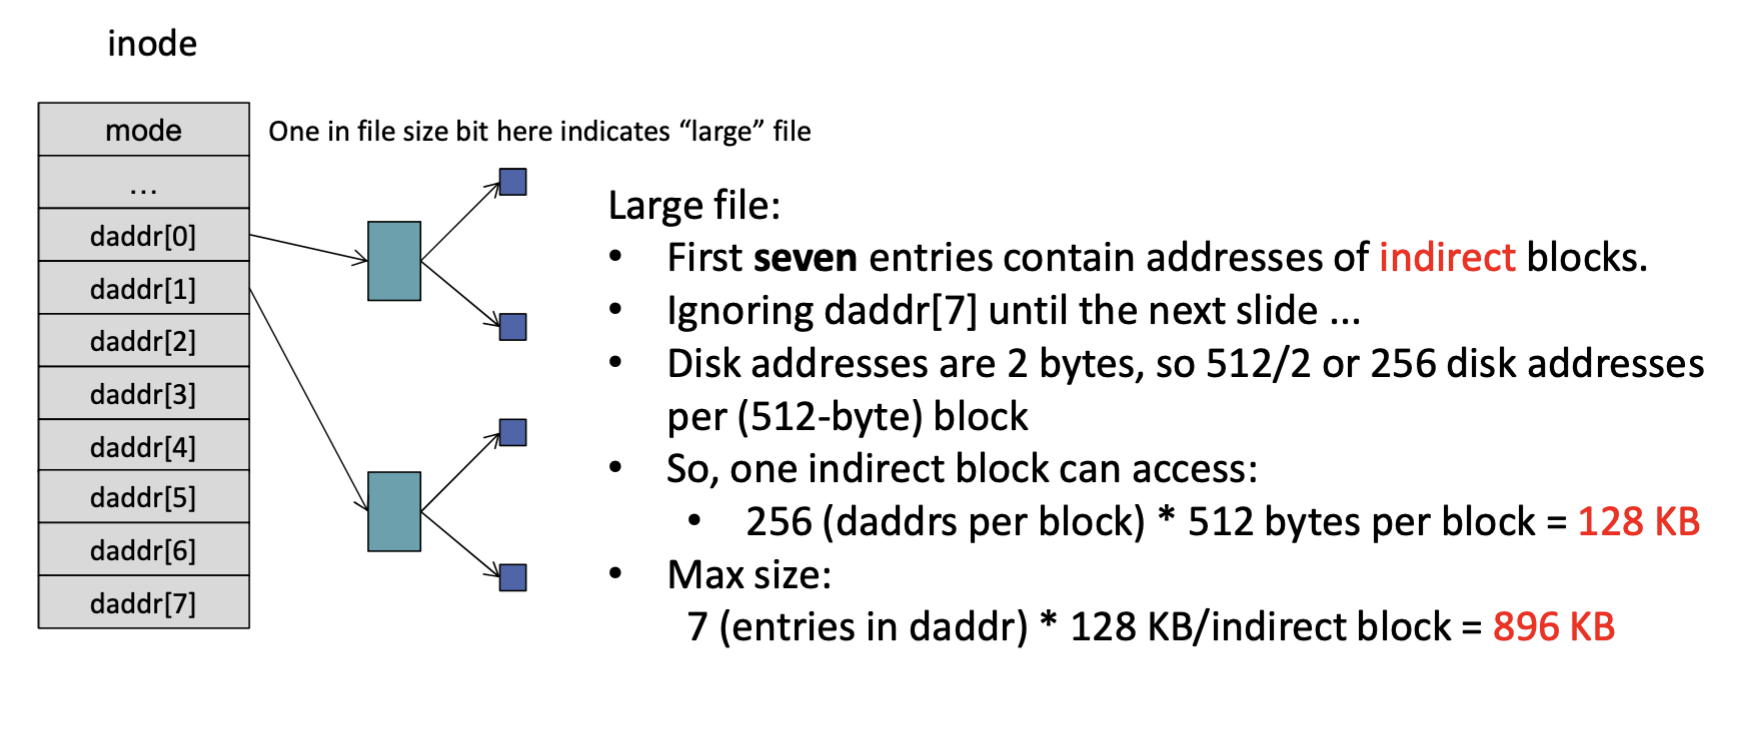 inode
mode
One in file size bit here indicates “large” file
...
daddr[0]
daddr[1]
daddr[2]
daddr[3]
daddr[4]
daddr[5]
daddr[6]
daddr[7]
Large file:
• First seven entries contain addresses of indirect blocks.
• Ignoring daddr[7] until the next slide ...
• Disk addresses are 2 bytes, so 512/2 or 256 disk addresses
per (512-byte) block
• So, one indirect block can access:
• 256 (daddrs per block) * 512 bytes per block = 128 KB
• Max size:
7 (entries in daddr) * 128 KB/indirect block = 896 KB